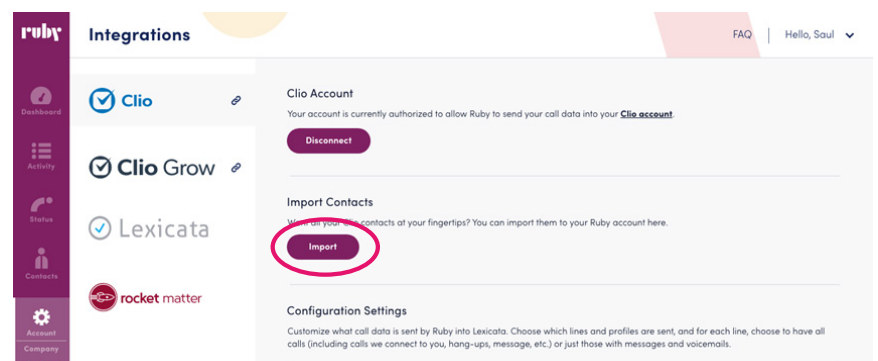 ruby
Integrations
FAQ
Hello, Saul
Dashboard
Activity
Status
Contacts
Account
Company
Clio
Clio Grow
Lexicata
rocket matter
Clio Account
Your account is currently authorized to allow Ruby to send your call data into your Clio account.
Disconnect
Import Contacts
Want all your Clio contacts at your fingertips? You can import them to your Ruby account here.
Import
Configuration Settings
Customize what call data is sent by Ruby into Lexicata. Choose which lines and profiles are sent, and for each line, choose to have all
calls (including calls we connect to you, hang-ups, message, etc.) or just those with messages and voicemails.